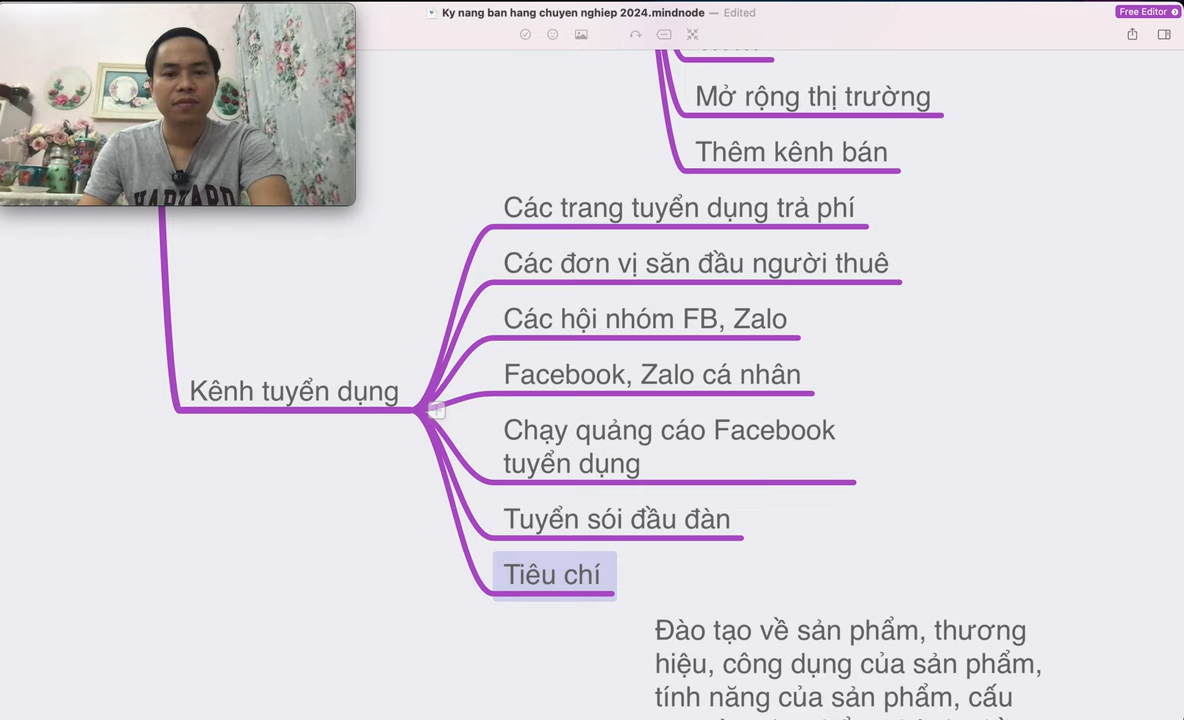 Ky nang ban hang chuyen nghiep 2024.mindnode — Edited
Free Editor
HARVARD
Mở rộng thị trường
Thêm kênh bán
Các trang tuyển dụng trả phí
Các đơn vị săn đầu người thuê
Các hội nhóm FB, Zalo
Facebook, Zalo cá nhân
Kênh tuyển dụng
Chạy quảng cáo Facebook
tuyển dụng
Tuyển sói đầu đàn
Tiêu chí
Đào tạo về sản phẩm, thương
hiệu, công dụng của sản phẩm,
tính năng của sản phẩm, cấu